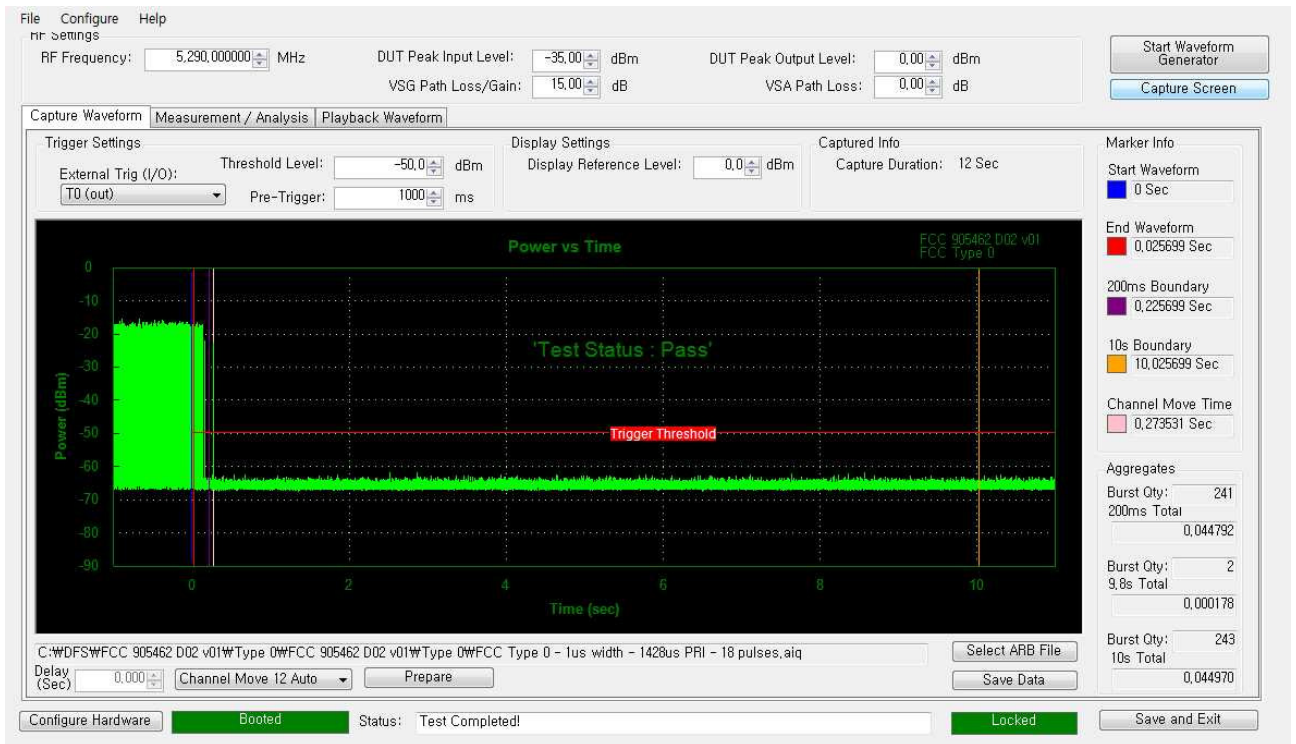 File Configure Help
RF Settings
RF Frequency: 5,290,000000 MHz DUT Peak Input Level: -35,00 dBm DUT Peak Output Level: 0,00 dBm
VSG Path Loss/Gain: 15,00 dB VSA Path Loss: 0,00 dB
Start Waveform
Generator
Capture Screen
Capture Waveform Measurement / Analysis Playback Waveform
Trigger Settings
External Trig (I/O):
T0 (out)
Threshold Level: -50,0 dBm
Pre-Trigger: 1000 ms
Display Settings
Display Reference Level: 0,0 dBm
Captured Info
Capture Duration: 12 Sec
Marker Info
Start Waveform
0 Sec
End Waveform
0,025699 Sec
200ms Boundary
0,225699 Sec
10s Boundary
10,025699 Sec
Channel Move Time
0,273531 Sec
Aggregates
Burst Qty: 241
200ms Total
0,044792
Burst Qty: 2
9,8s Total
0,000178
Burst Qty: 243
10s Total
0,044970
Power vs Time
FCC 905462 D02 v01
FCC Type 0
0
-10
-20
-30
-40
-50
-60
-70
-80
-90
Power (dBm)
'Test Status : Pass'
Trigger Threshold
0 2 4 6 8 10
Time (sec)
C:₩DFS₩FCC 905462 D02 v01₩Type 0₩FCC 905462 D02 v01₩Type 0₩FCC Type 0 - 1us width - 1428us PRI - 18 pulses,aiq
Select ARB File
Delay
(Sec) 0,000 Channel Move 12 Auto Prepare Save Data
Configure Hardware Booted Status: Test Completed! Locked Save and Exit